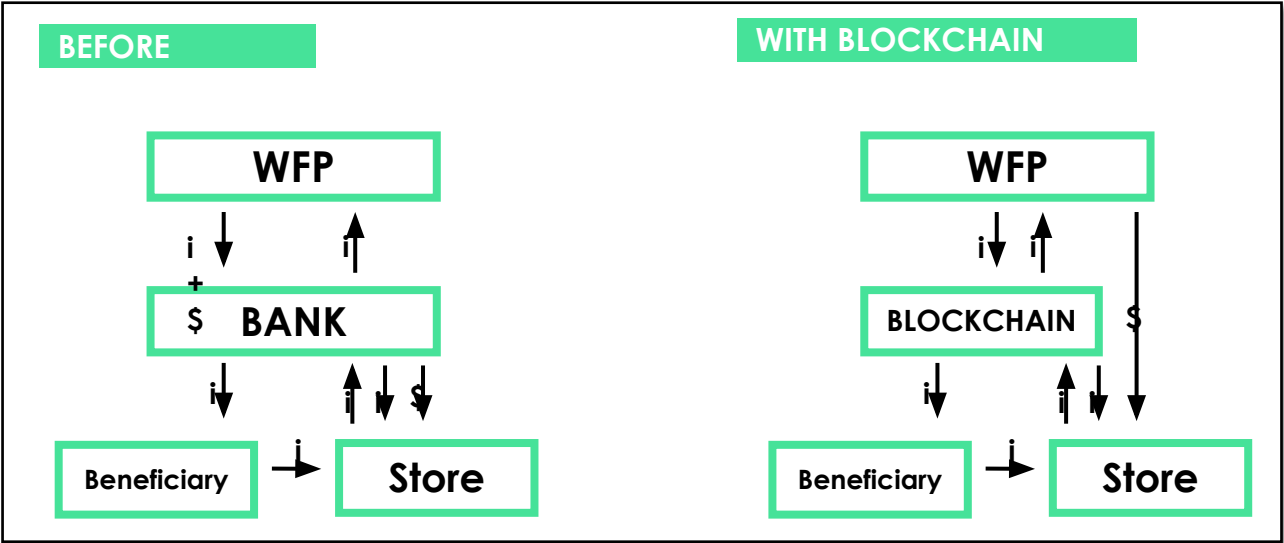 BEFORE
WFP
i
+
$
i
BANK
i
i
i
$
Beneficiary
i
Store
WITH BLOCKCHAIN
WFP
i
i
BLOCKCHAIN
$
i
i
i
Beneficiary
i
Store